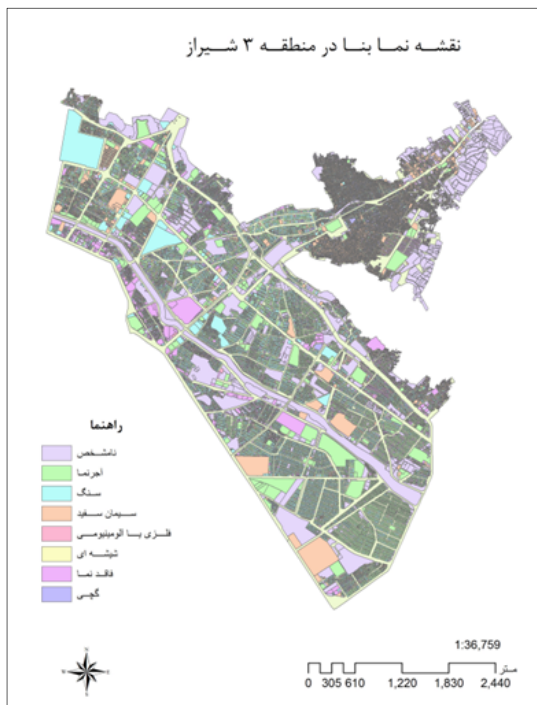 نقشه نما بنا در منطقه ۳ شیراز
راهنما
نامشخص
آجرنما
سنگ
سیمان سفید
فلزی یا آلومینیومی
شیشه ای
فاقد نما
گچی
N
W E
S
1:36,759
متر
0 305 610 1,220 1,830 2,440